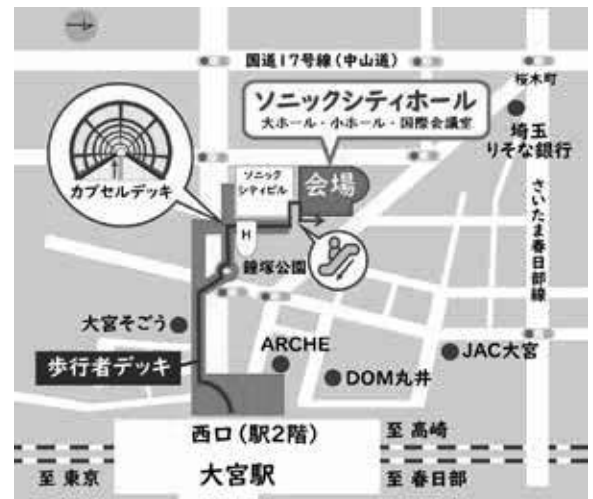 国道17号線(中山道)
桜木町
ソニックシティホール
大ホール・小ホール・国際会議室
埼玉
りそな銀行
カプセルデッキ
ソニック
シティビル
会場
さいたま春日部線
H
鐘塚公園
大宮そごう
歩行者デッキ
ARCHE
JAC大宮
DOM丸井
西口(駅2階)
大宮駅
至 高崎
至 東京
至 春日部